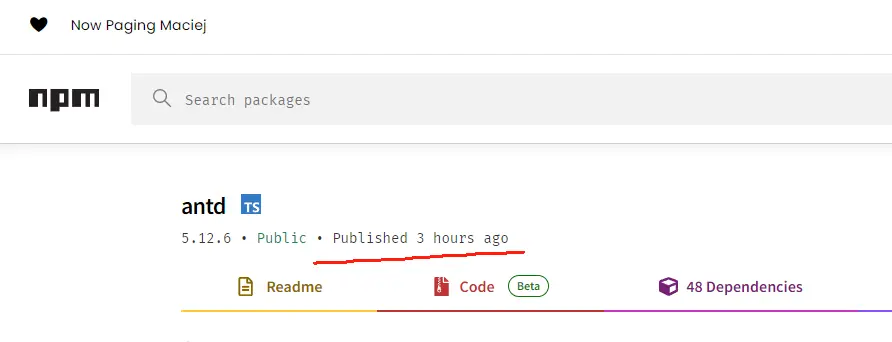 Now Paging Maciej
npm
Search packages
antd TS
5.12.6 • Public • Published 3 hours ago
Readme
Code Beta
48 Dependencies